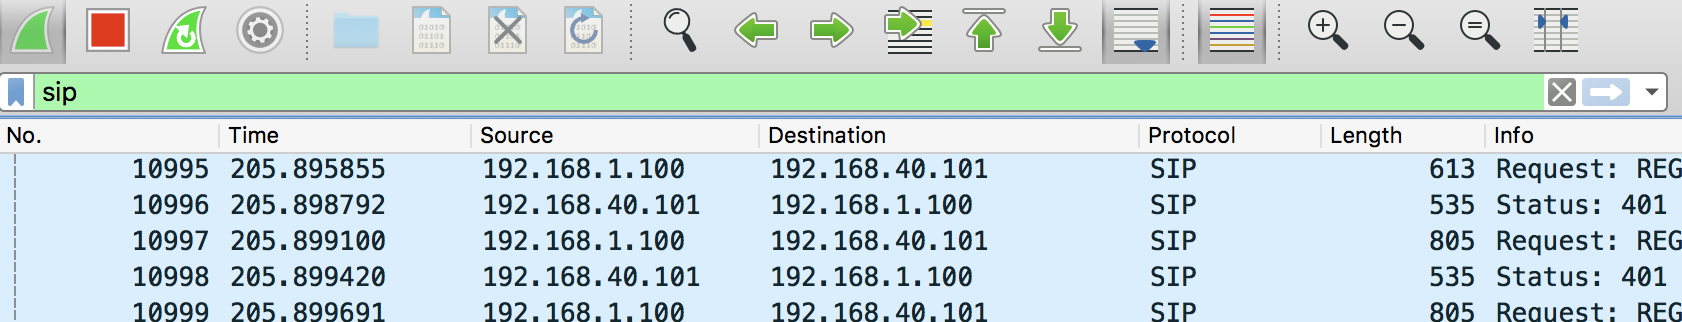 sip
No. Time Source Destination Protocol Length Info
10995 205.895855 192.168.1.100 192.168.40.101 SIP 613 Request: REG
10996 205.898792 192.168.40.101 192.168.1.100 SIP 535 Status: 401
10997 205.899100 192.168.1.100 192.168.40.101 SIP 805 Request: REG
10998 205.899420 192.168.40.101 192.168.1.100 SIP 535 Status: 401
10999 205.899691 192.168.1.100 192.168.40.101 SIP 805 Request: REG